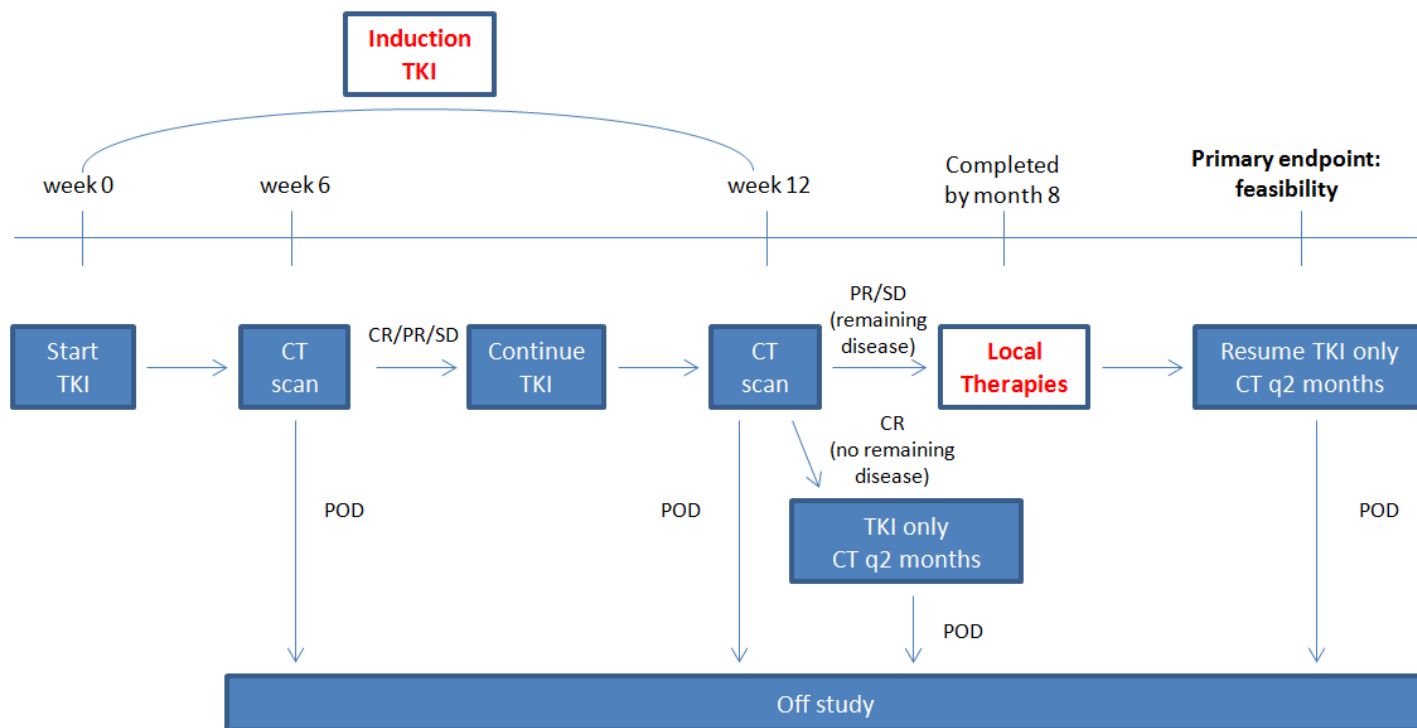 Induction
TKI
week 0
week 6
week 12
Completed
by month 8
Primary endpoint:
feasibility
Start
TKI
CT
scan
CR/PR/SD
Continue
TKI
CT
scan
PR/SD
(remaining
disease)
Local
Therapies
Resume TKI only
CT q2 months
CR
(no remaining
disease)
TKI only
CT q2 months
POD
POD
POD
POD
Off study